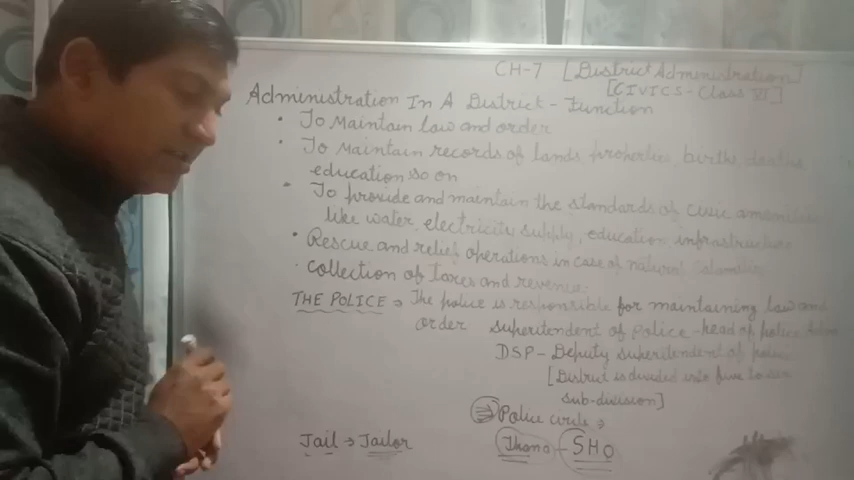 CH-7 [District Administration]
[CIVICS - Class VI]
Administration In A District - Function
• To Maintain law and order
• To Maintain records of lands properties, births deaths
education so on
• To provide and maintain the standards of civic amenities
like water, electricity supply, education infrastructure
• Rescue and relief operations in case of natural calamities
• Collection of taxes and revenue.
THE POLICE → The police is responsible for maintaining law and
order Superitendent of Police - head of police
DSP - Deputy superitendent of police
[District is divided into five to
sub-division]
⇒ Police circle →
Jail → Jailor
Thana - SHO